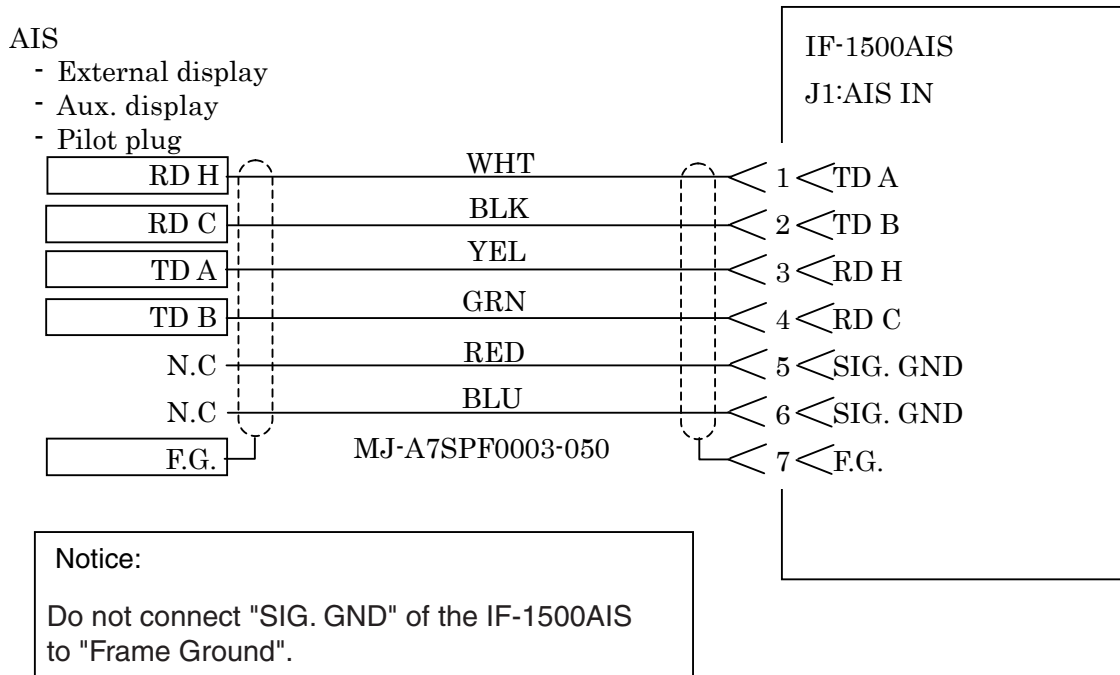 AIS
- External display
- Aux. display
- Pilot plug
IF-1500AIS
J1:AIS IN
RD H WHT 1 TD A
RD C BLK 2 TD B
TD A YEL 3 RD H
TD B GRN 4 RD C
N.C RED 5 SIG. GND
N.C BLU 6 SIG. GND
F.G. MJ-A7SPF0003-050 7 F.G.
Notice:
Do not connect "SIG. GND" of the IF-1500AIS
to "Frame Ground".